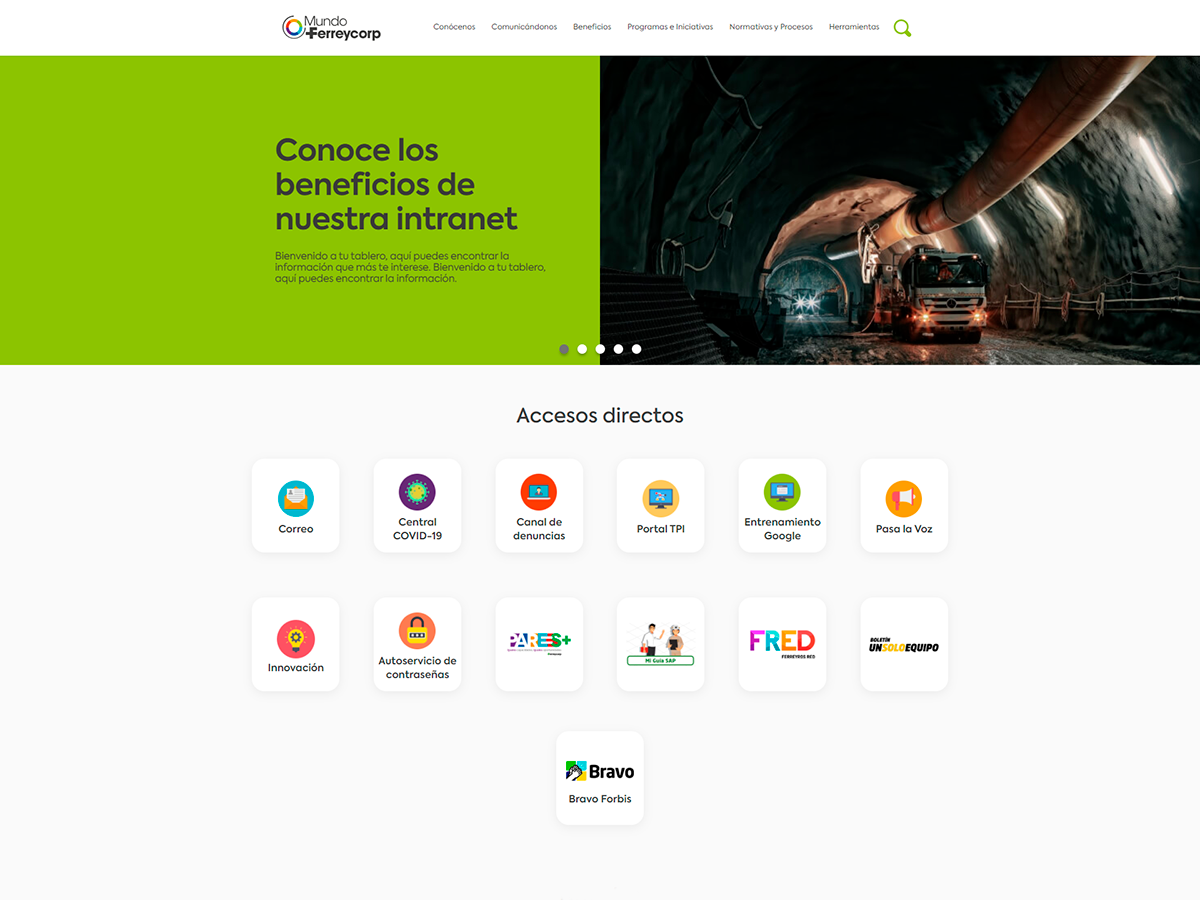 Mundo
+Ferreycorp
Conócenos
Comunicándonos
Beneficios
Programas e Iniciativas
Normativas y Procesos
Herramientas
Conoce los
beneficios de
nuestra intranet
Bienvenido a tu tablero, aquí puedes encontrar la
información que más te interese. Bienvenido a tu tablero,
aquí puedes encontrar la información.
Accesos directos
Correo
Central
COVID-19
Canal de
denuncias
Portal TPI
Entrenamiento
Google
Pasa la Voz
Innovación
Autoservicio de
contraseñas
PARES+
Mi Guía SAP
FRED
FERREYROS RED
BOLETÍN
UNSOLOEQUIPO
Bravo
Bravo Forbis